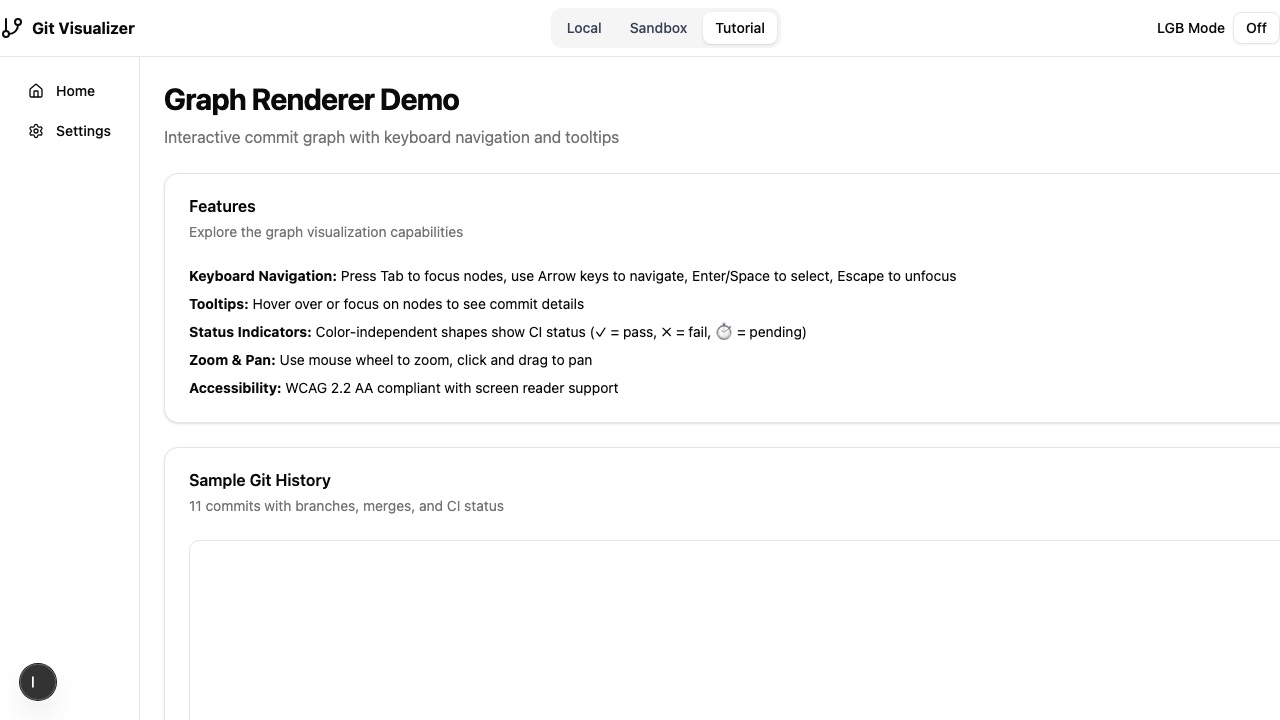 Git Visualizer
Local
Sandbox
Tutorial
LGB Mode
Off
Home
Settings
Graph Renderer Demo
Interactive commit graph with keyboard navigation and tooltips
Features
Explore the graph visualization capabilities
Keyboard Navigation: Press Tab to focus nodes, use Arrow keys to navigate, Enter/Space to select, Escape to unfocus
Tooltips: Hover over or focus on nodes to see commit details
Status Indicators: Color-independent shapes show CI status (✓ = pass, ✕ = fail, ⏱ = pending)
Zoom & Pan: Use mouse wheel to zoom, click and drag to pan
Accessibility: WCAG 2.2 AA compliant with screen reader support
Sample Git History
11 commits with branches, merges, and CI status